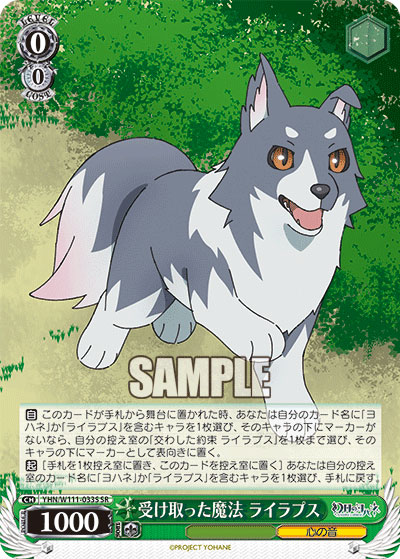 LEVEL
0
0
COST
SAMPLE
自 このカードが手札から舞台に置かれた時、あなたは自分のカード名に「ヨ
ハネ」か「ライラプス」を含むキャラを1枚選び、そのキャラの下にマーカー
がないなら、自分の控え室の「交わした約束 ライラプス」を1枚まで選び、そ
の下にマーカーとして表向きに置く。
起 [手札を1枚控え室に置き、このカードを控え室に置く] あなたは自分の控え
室のカード名に「ヨハネ」か「ライラプス」を含むキャラを1枚選び、手札に戻す。
CH YHN/W111-033SSR
1000
受け取った魔法 ライラプス
心の音
©PROJECT YOHANE